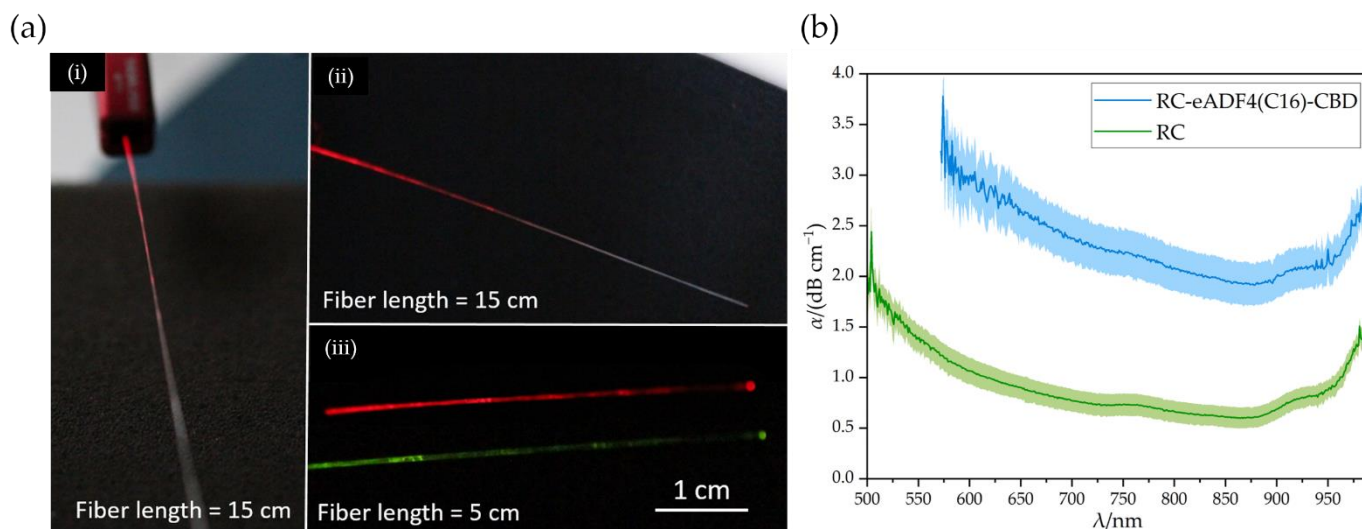 (a)
(i)
Fiber length = 15 cm
(ii)
Fiber length = 15 cm
(iii)
Fiber length = 5 cm
1 cm
(b)
4.0
3.5
3.0
2.5
2.0
1.5
1.0
0.5
0.0
α/(dB cm⁻¹)
RC-eADF4(C16)-CBD
RC
500 550 600 650 700 750 800 850 900 950
λ/nm